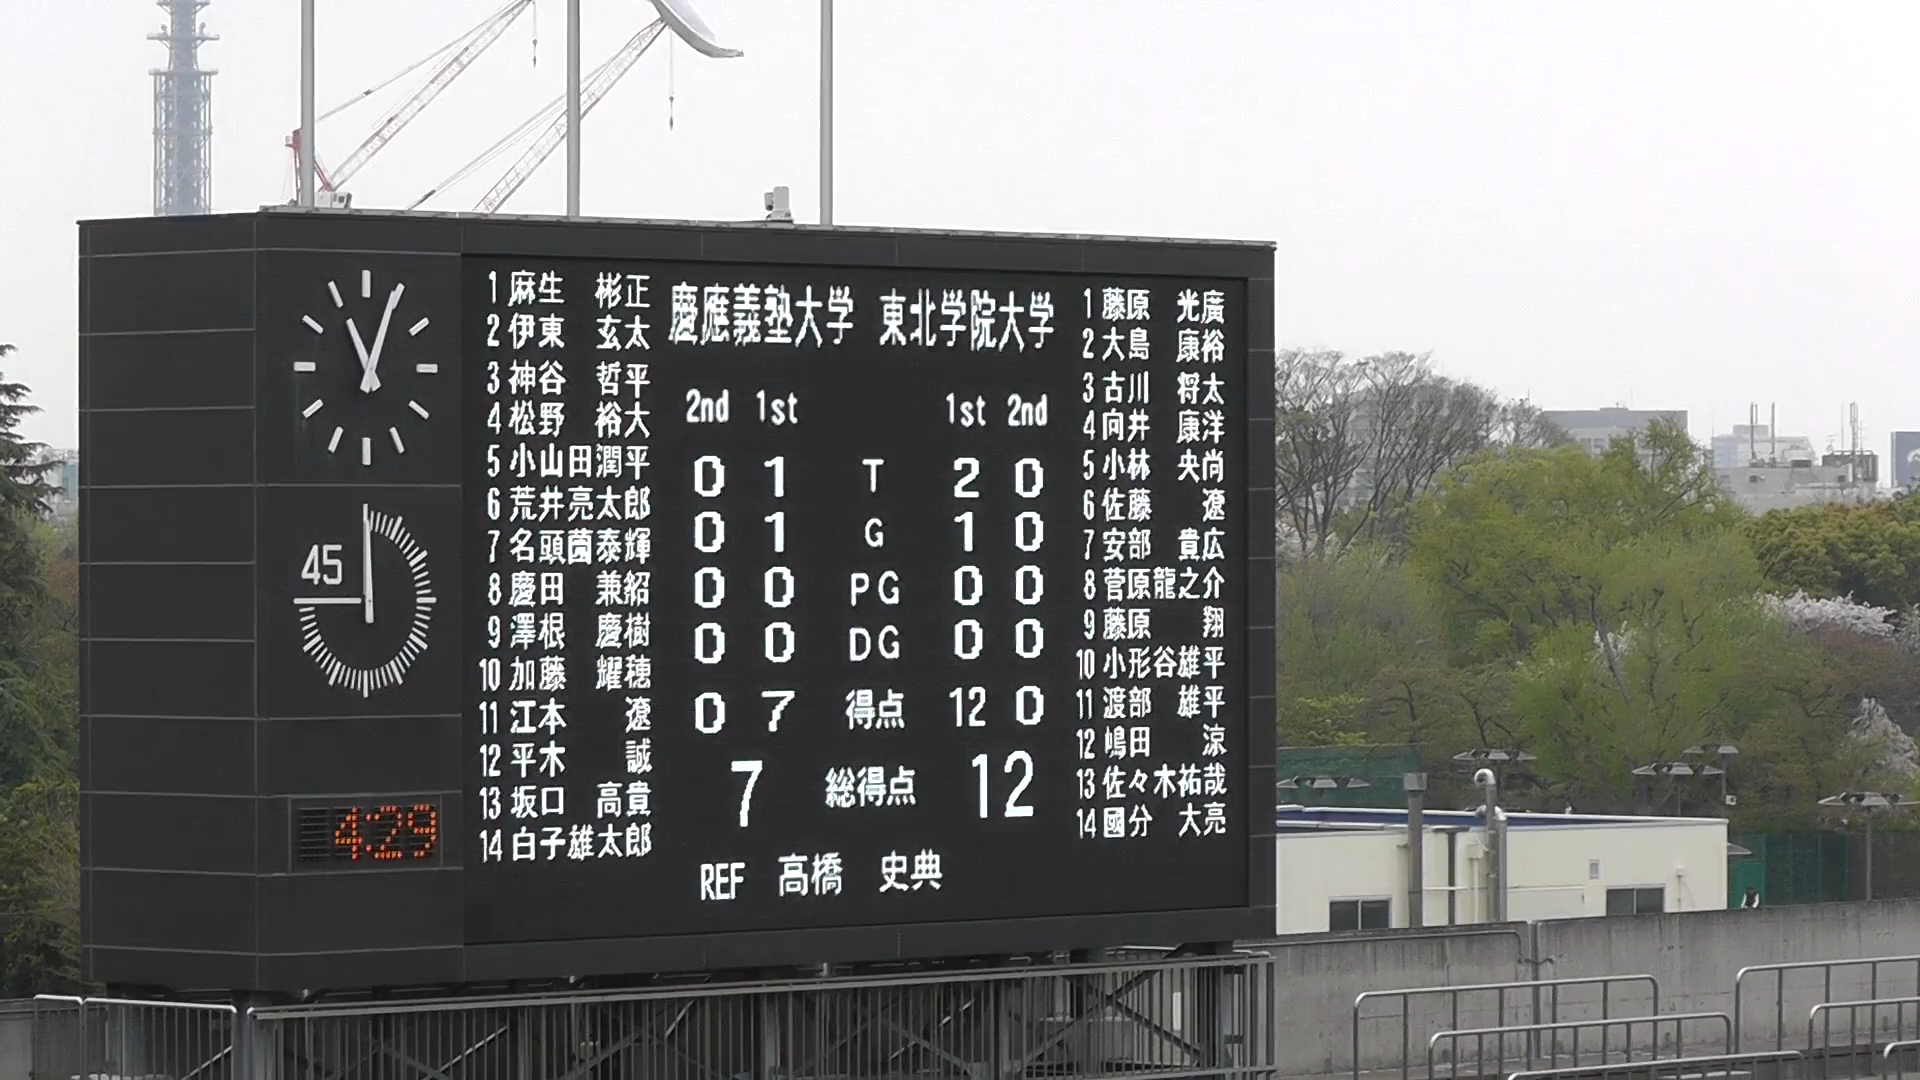 1 麻生 彬正
2 伊東 玄太
3 神谷 哲平
4 松野 裕大
5 小山田潤平
6 荒井亮太郎
7 名頭薗泰輝
8 慶田 兼紹
9 澤根 慶樹
10 加藤 耀穂
11 江本 遼
12 平木 誠
13 坂口 高貴
14 白子雄太郎
慶應義塾大学 東北学院大学
2nd 1st 1st 2nd
0 1 T 2 0
0 1 G 1 0
0 0 PG 0 0
0 0 DG 0 0
0 7 得点 12 0
7 総得点 12
REF 高橋 史典
1 藤原 光廣
2 大島 康裕
3 古川 将太
4 向井 康洋
5 小林 央尚
6 佐藤 遼
7 安部 貴広
8 菅原龍之介
9 藤原 翔
10 小形谷雄平
11 渡部 雄平
12 嶋田 涼
13 佐々木祐哉
14 國分 大亮
45
4:29